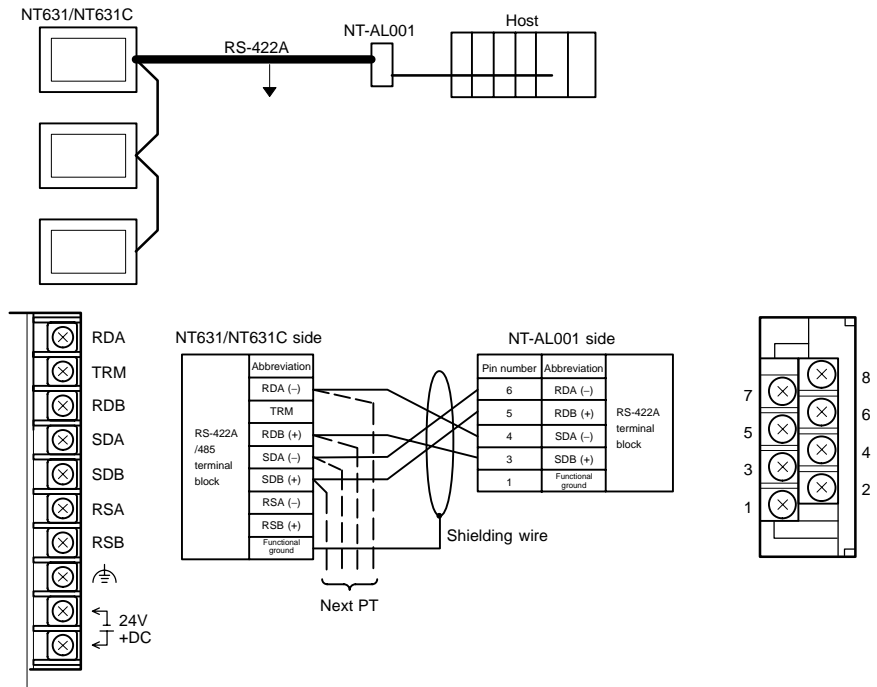 NT631/NT631C
NT-AL001
Host
RS-422A
RDA
TRM
RDB
SDA
SDB
RSA
RSB
24V
+DC
NT631/NT631C side
RS-422A
/485
terminal
block
Abbreviation
RDA (–)
TRM
RDB (+)
SDA (–)
SDB (+)
RSA (–)
RSB (+)
Functional
ground
Next PT
Shielding wire
NT-AL001 side
Pin number Abbreviation
6 RDA (–)
5 RDB (+)
4 SDA (–)
3 SDB (+)
1 Functional
ground
RS-422A
terminal
block
7
5
3
1
8
6
4
2